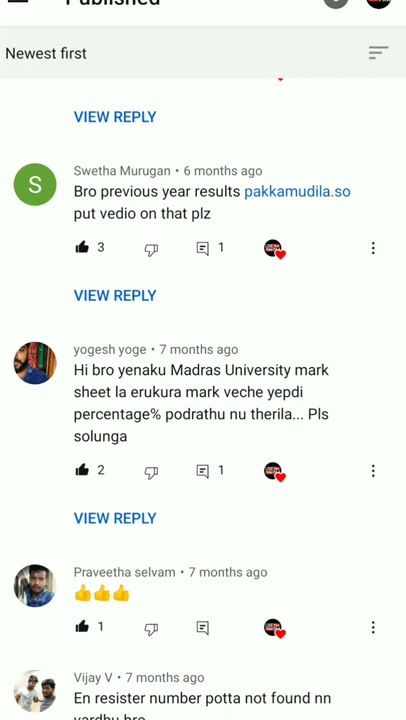 Published
Newest first
VIEW REPLY
S
Swetha Murugan • 6 months ago
Bro previous year results pakkamudila.so
put vedio on that plz
3
1
VIEW REPLY
yogesh yoge • 7 months ago
Hi bro yenaku Madras University mark
sheet la erukura mark veche yepdi
percentage% podrathu nu therila... Pls
solunga
2
1
VIEW REPLY
Praveetha selvam • 7 months ago
👍👍👍
1
Vijay V • 7 months ago
En resister number potta not found nn
vardhu bro